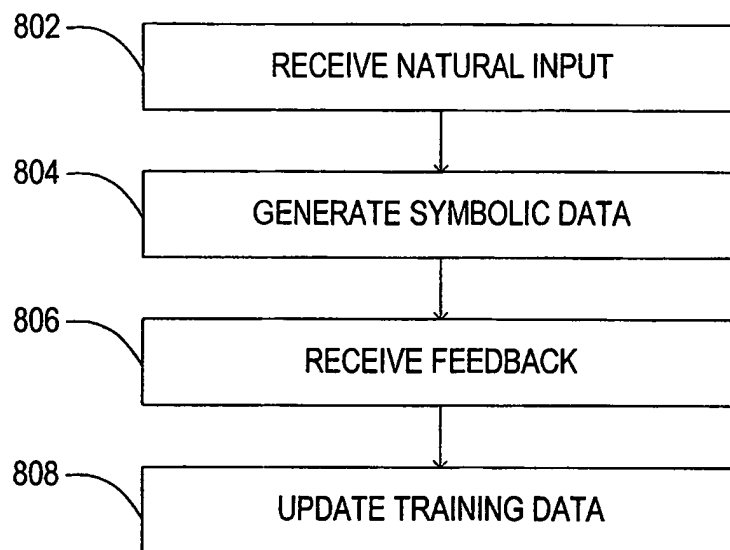 802
RECEIVE NATURAL INPUT
804
GENERATE SYMBOLIC DATA
806
RECEIVE FEEDBACK
808
UPDATE TRAINING DATA